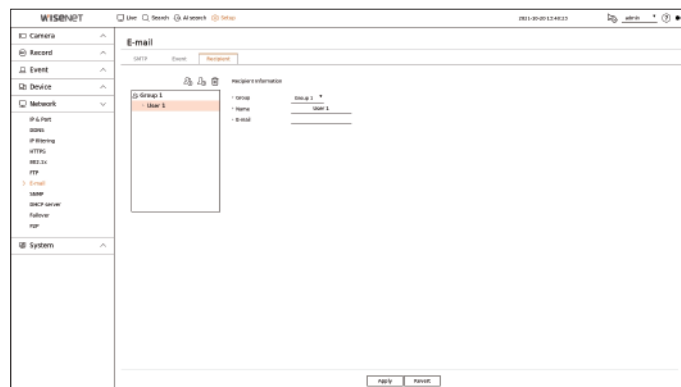 WISENET
Live Search AI search Setup 2021-10-20 13:40:23 admin
Camera
Record
Event
Device
Network
IP & Port
DDNS
IP filtering
HTTPS
802.1x
FTP
E-mail
SNMP
DHCP server
Failover
P2P
System
E-mail
SMTP Event Recipient
Group 1
User 1
Recipient Information
Group Group 1
Name User 1
E-mail
Apply Revert